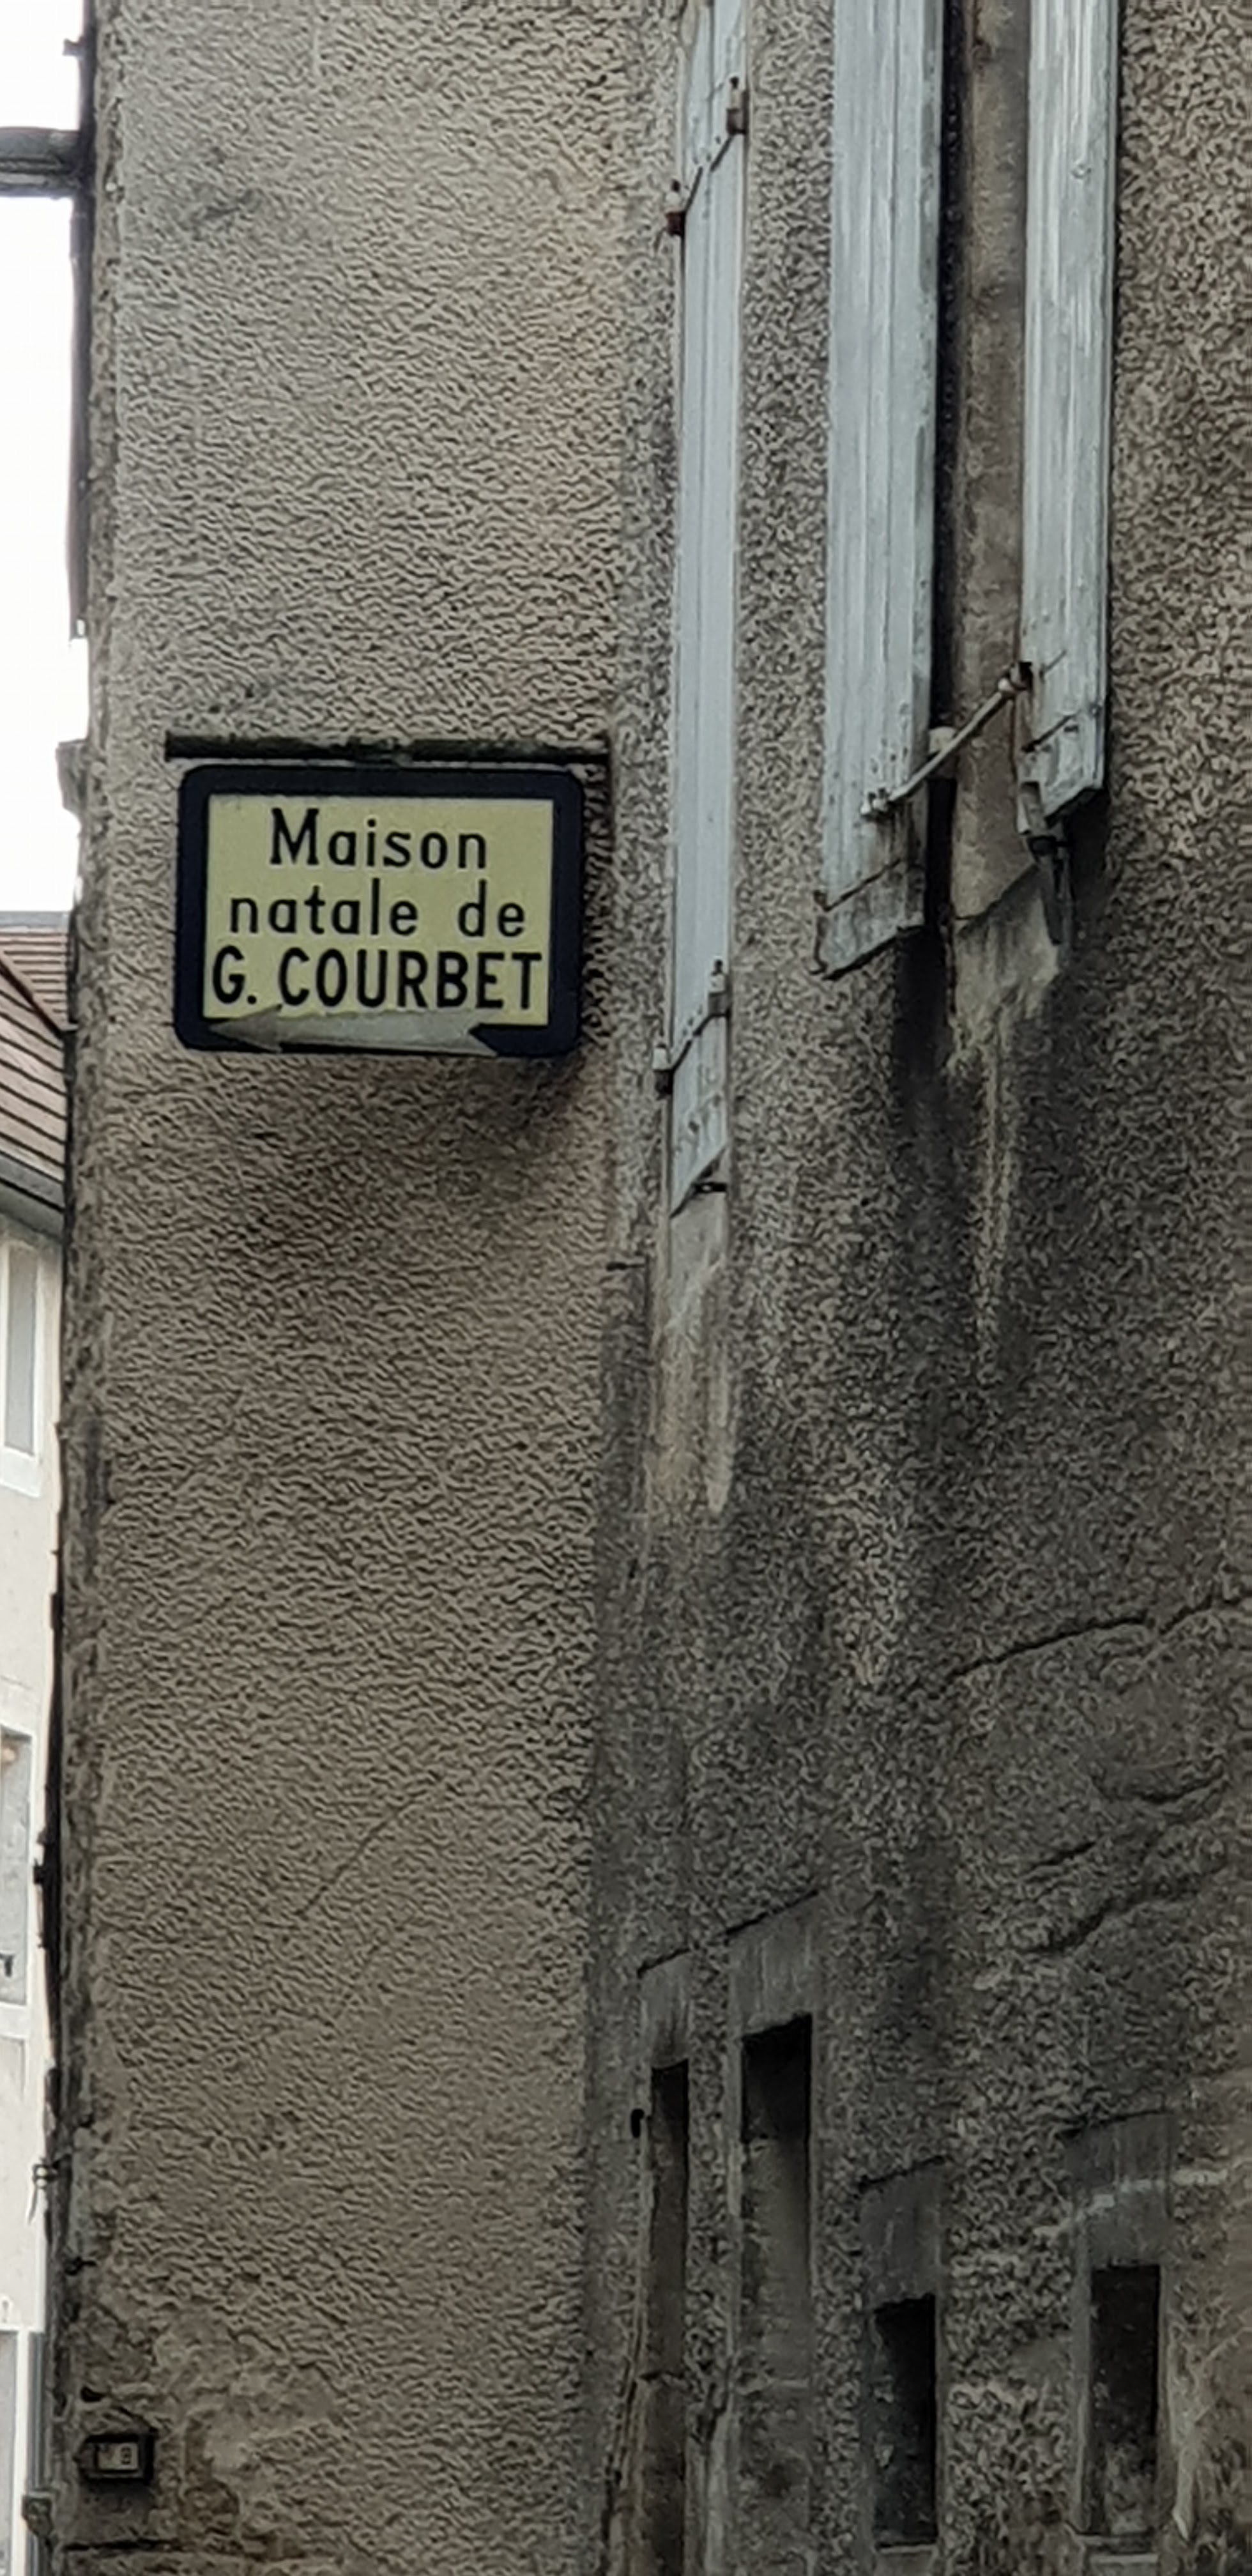 Maison
natale de
G. COURBET